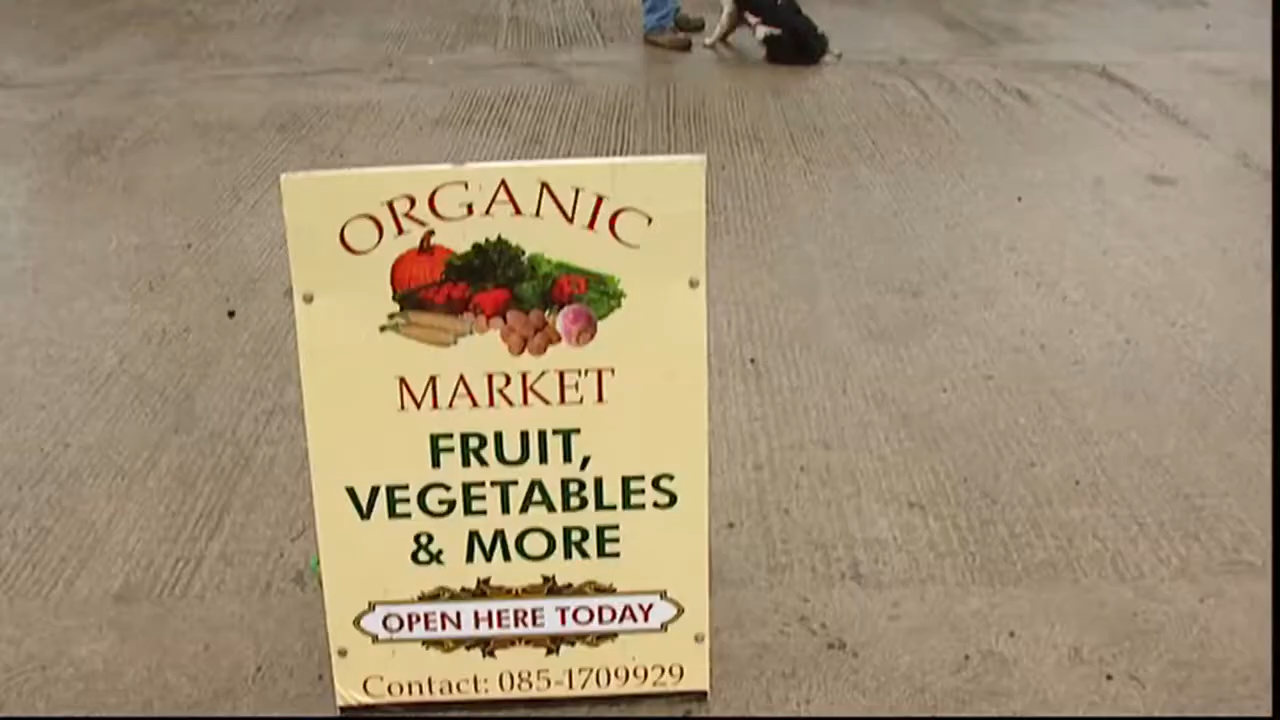 ORGANIC
MARKET
FRUIT,
VEGETABLES
& MORE
OPEN HERE TODAY
Contact: 085-1709929